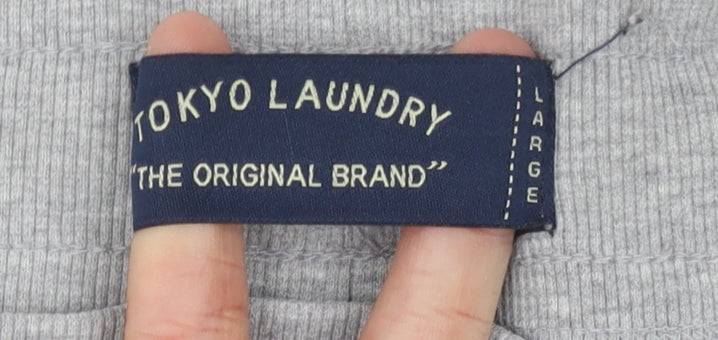 TOKYO LAUNDRY
"THE ORIGINAL BRAND”
LARGE